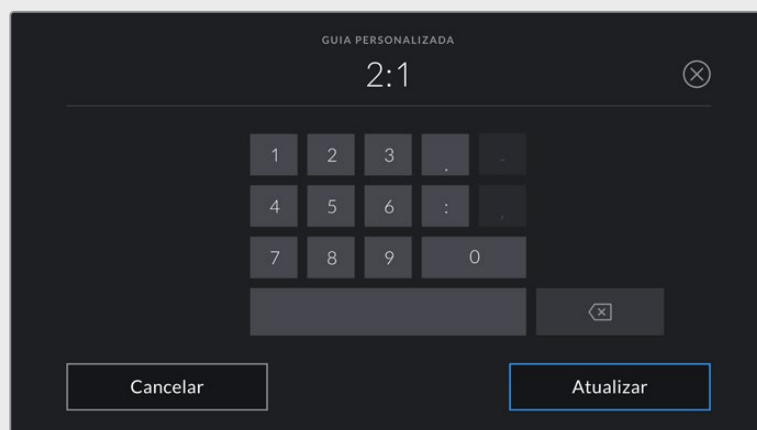 GUIA PERSONALIZADA
2:1
1 2 3 . -
4 5 6 : ,
7 8 9 0
Cancelar Atualizar